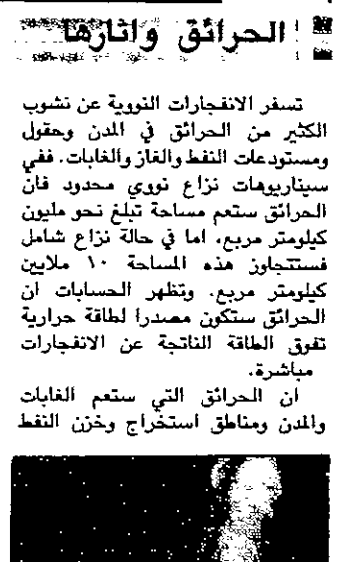 الحرائق واثارها
تسفر الانفجارات النووية عن نشوب
الكثير من الحرائق في المدن وحقول
ومستودعات النفط والغاز والغابات. ففي
سيناريوهات نزاع نووي محدود فان
الحرائق ستعم مساحة تبلغ نحو مليون
كيلومتر مربع، اما في حالة نزاع شامل
فستتجاوز هذه المساحة ١٠ ملايين
كيلومتر مربع. وتظهر الحسابات ان
الحرائق ستكون مصدرا لطاقة حرارية
تفوق الطاقة الناتجة عن الانفجارات
مباشرة.
ان الحرائق التي ستعم الغابات
والمدن ومناطق استخراج وخزن النفط